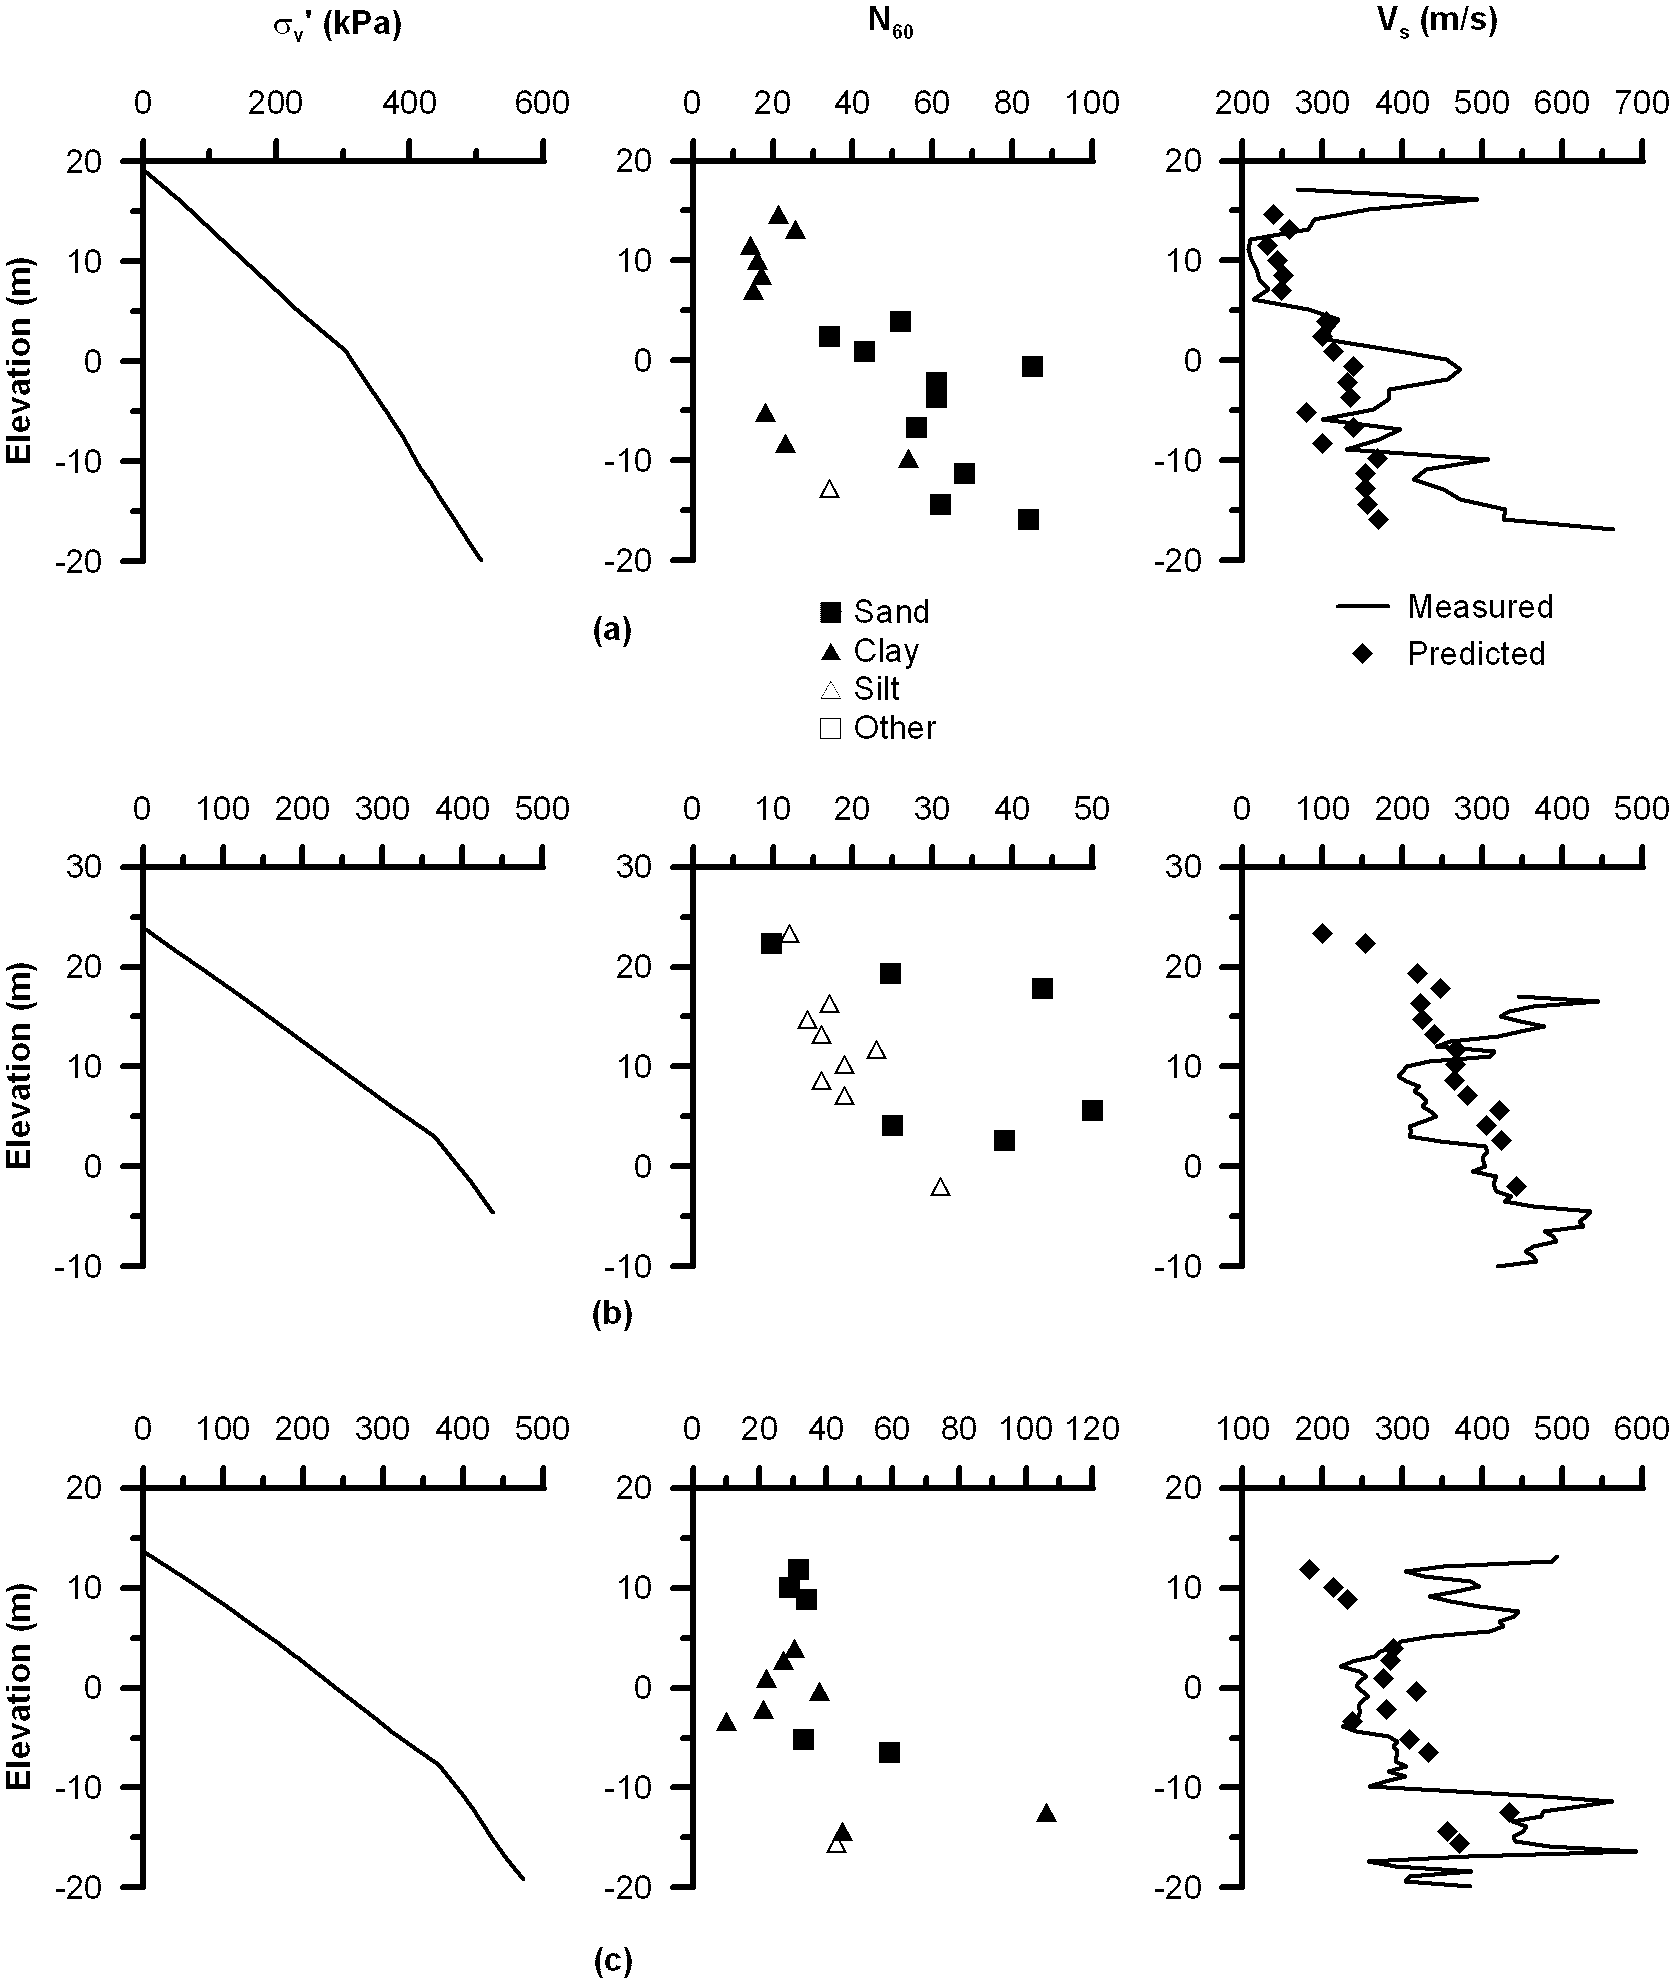 σv' (kPa) N60 Vs (m/s)
0 200 400 600 0 20 40 60 80 100 200 300 400 500 600 700
20 20 20
10 10 10
0 0 0
-10 -10 -10
-20 -20 -20
Elevation (m)
(a)
Sand
Clay
Silt
Other
Measured
Predicted
0 100 200 300 400 500 0 10 20 30 40 50 0 100 200 300 400 500
30 30 30
20 20 20
10 10 10
0 0 0
-10 -10 -10
Elevation (m)
(b)
0 100 200 300 400 500 0 20 40 60 80 100 120 100 200 300 400 500 600
20 20 20
10 10 10
0 0 0
-10 -10 -10
-20 -20 -20
Elevation (m)
(c)